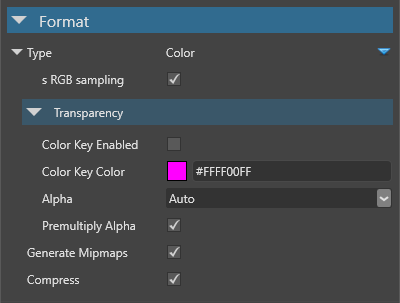 Format
Type Color
s RGB sampling
Transparency
Color Key Enabled
Color Key Color #FFFF00FF
Alpha Auto
Premultiply Alpha
Generate Mipmaps
Compress